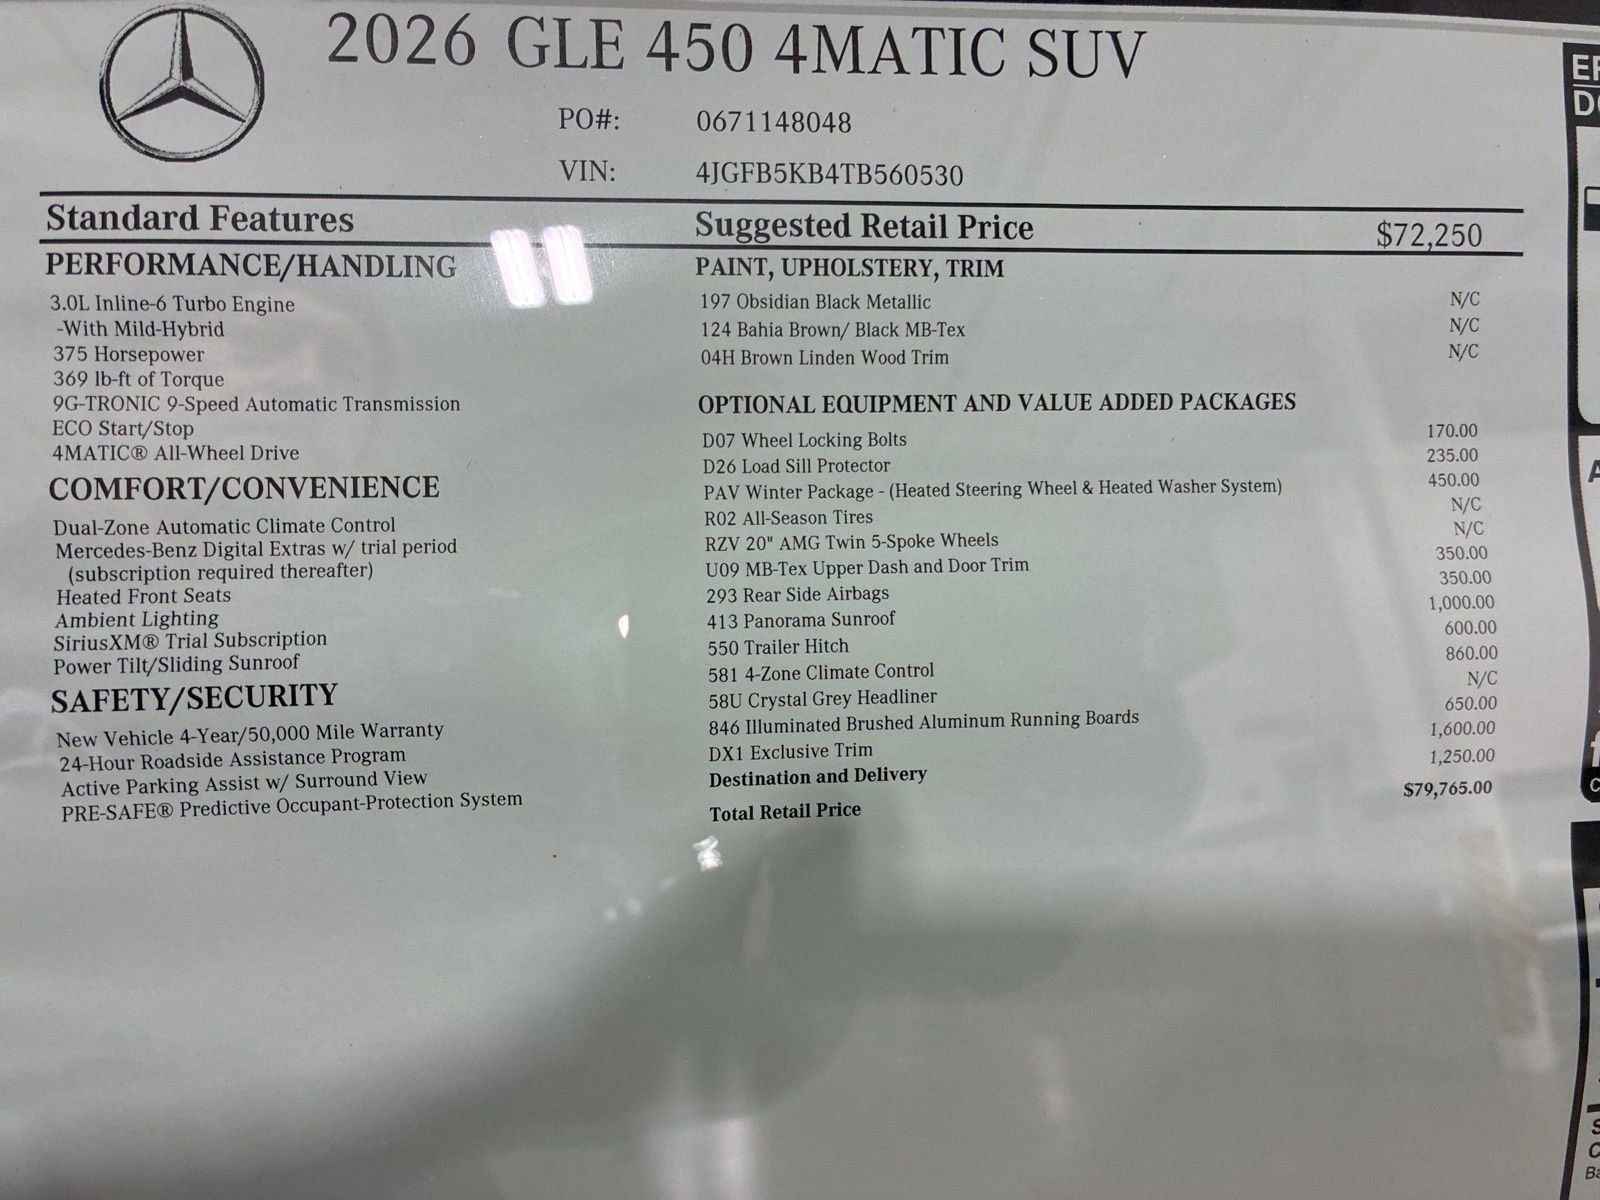 2026 GLE 450 4MATIC SUV
PO#: 0671148048
VIN: 4JGFB5KB4TB560530
Standard Features
PERFORMANCE/HANDLING
3.0L Inline-6 Turbo Engine
-With Mild-Hybrid
375 Horsepower
369 lb-ft of Torque
9G-TRONIC 9-Speed Automatic Transmission
ECO Start/Stop
4MATIC® All-Wheel Drive
COMFORT/CONVENIENCE
Dual-Zone Automatic Climate Control
Mercedes-Benz Digital Extras w/ trial period
(subscription required thereafter)
Heated Front Seats
Ambient Lighting
SiriusXM® Trial Subscription
Power Tilt/Sliding Sunroof
SAFETY/SECURITY
New Vehicle 4-Year/50,000 Mile Warranty
24-Hour Roadside Assistance Program
Active Parking Assist w/ Surround View
PRE-SAFE® Predictive Occupant-Protection System
Suggested Retail Price $72,250
PAINT, UPHOLSTERY, TRIM
197 Obsidian Black Metallic N/C
124 Bahia Brown/ Black MB-Tex N/C
04H Brown Linden Wood Trim N/C
OPTIONAL EQUIPMENT AND VALUE ADDED PACKAGES
D07 Wheel Locking Bolts 170.00
D26 Load Sill Protector 235.00
PAV Winter Package - (Heated Steering Wheel & Heated Washer System) 450.00
R02 All-Season Tires N/C
RZV 20" AMG Twin 5-Spoke Wheels N/C
U09 MB-Tex Upper Dash and Door Trim 350.00
293 Rear Side Airbags 350.00
413 Panorama Sunroof 1,000.00
550 Trailer Hitch 600.00
581 4-Zone Climate Control 860.00
58U Crystal Grey Headliner N/C
846 Illuminated Brushed Aluminum Running Boards 650.00
DX1 Exclusive Trim 1,600.00
Destination and Delivery 1,250.00
Total Retail Price $79,765.00